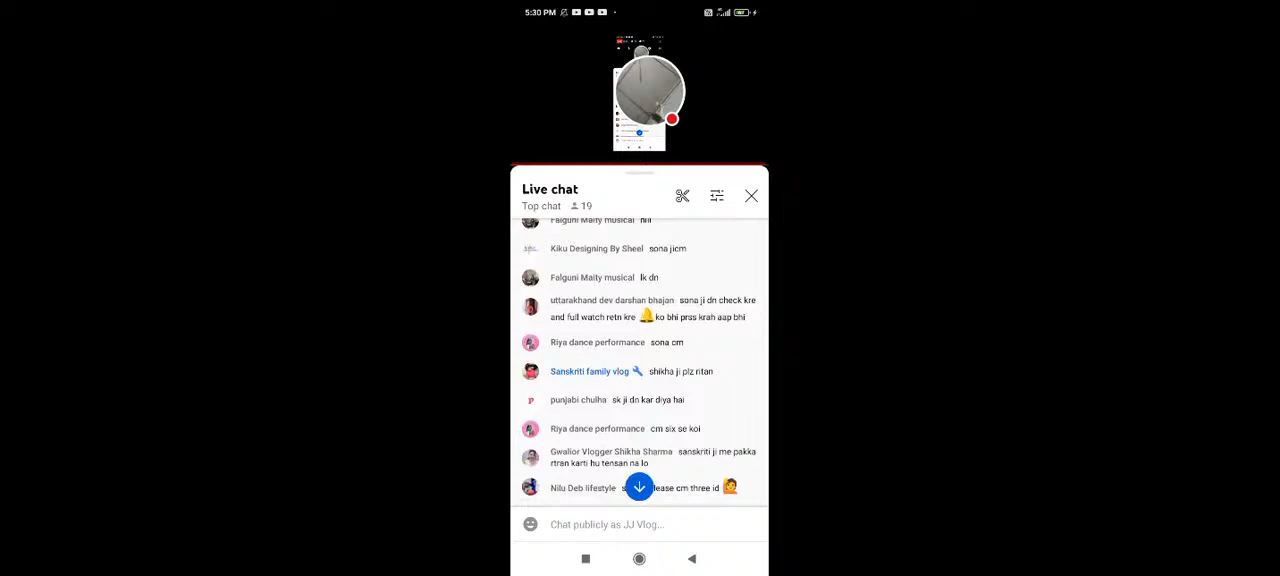 5:30 PM
Live chat
Top chat 19
Falguni Maity musical hiii
Kiku Designing By Sheel sona jicm
Falguni Maity musical lk dn
uttarakhand dev darshan bhajan sona ji dn check kre
and full watch retn kre 🔔 ko bhi prss krah aap bhi
Riya dance performance sona cm
Sanskriti family vlog 🔧 shikha ji plz ritan
punjabi chulha sk ji dn kar diya hai
Riya dance performance cm six se koi
Gwalior Vlogger Shikha Sharma sanskriti ji me pakka
rtran karti hu tensan na lo
Nilu Deb lifestyle lease cm three id 🙋
Chat publicly as JJ Vlog...